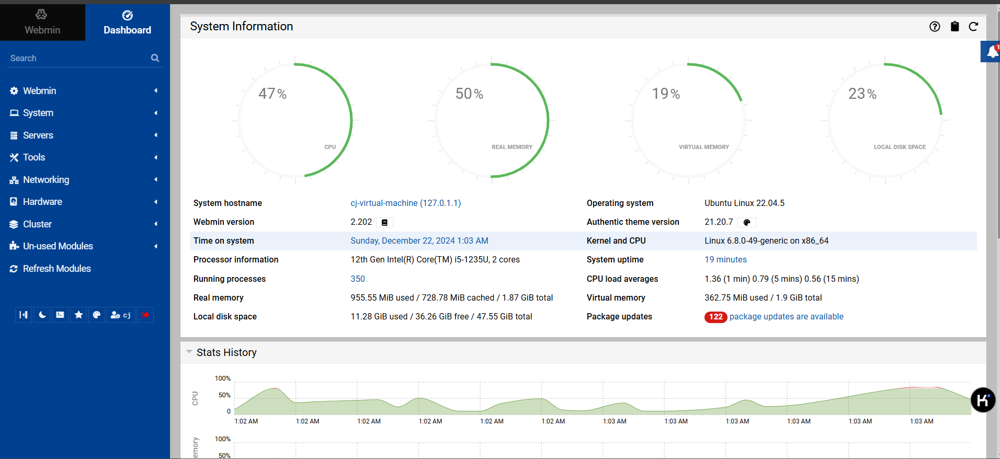 Webmin
Dashboard
Search
Webmin
System
Servers
Tools
Networking
Hardware
Cluster
Un-used Modules
Refresh Modules
cj
System Information
1
47%
CPU
50%
REAL MEMORY
19%
VIRTUAL MEMORY
23%
LOCAL DISK SPACE
System hostname cj-virtual-machine (127.0.1.1) Operating system Ubuntu Linux 22.04.5
Webmin version 2.202 Authentic theme version 21.20.7
Time on system Sunday, December 22, 2024 1:03 AM Kernel and CPU Linux 6.8.0-49-generic on x86_64
Processor information 12th Gen Intel(R) Core(TM) i5-1235U, 2 cores System uptime 19 minutes
Running processes 350 CPU load averages 1.36 (1 min) 0.79 (5 mins) 0.56 (15 mins)
Real memory 955.55 MiB used / 728.78 MiB cached / 1.87 GiB total Virtual memory 362.75 MiB used / 1.9 GiB total
Local disk space 11.28 GiB used / 36.26 GiB free / 47.55 GiB total Package updates 122 package updates are available
Stats History
CPU
100%
50%
0
1:02 AM 1:02 AM 1:02 AM 1:02 AM 1:02 AM 1:02 AM 1:03 AM 1:03 AM 1:03 AM 1:03 AM 1:03 AM 1:03 AM
K
emory
100%
50%